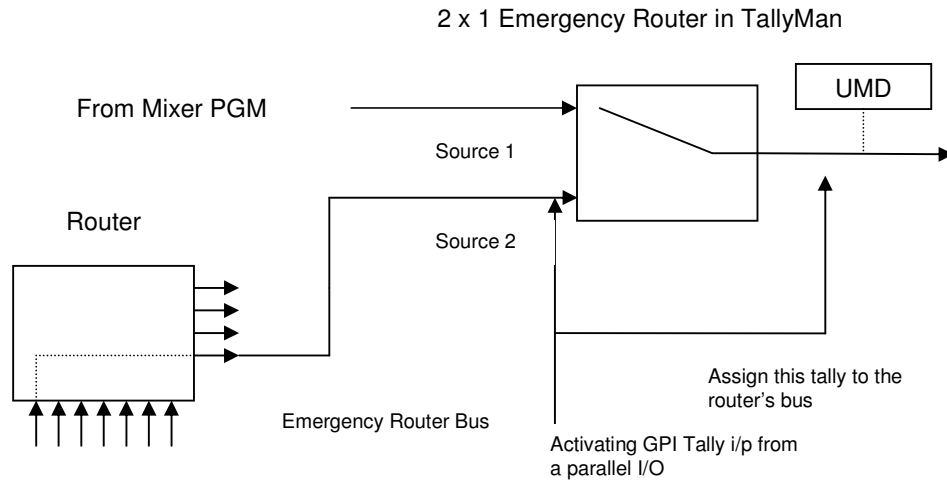 2 x 1 Emergency Router in TallyMan
UMD
From Mixer PGM
Source 1
Router
Source 2
Assign this tally to the
router’s bus
Emergency Router Bus
Activating GPI Tally i/p from
a parallel I/O